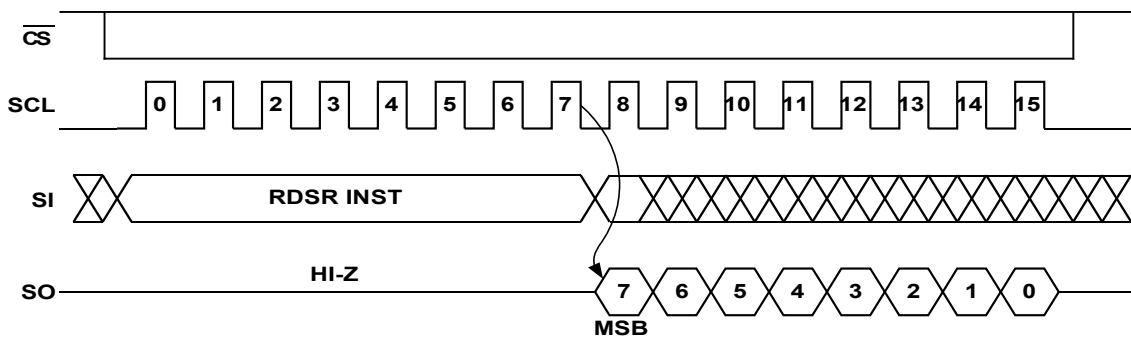 CS
SCL 0 1 2 3 4 5 6 7 8 9 10 11 12 13 14 15
SI RDSR INST
HI-Z
SO 7 6 5 4 3 2 1 0
MSB